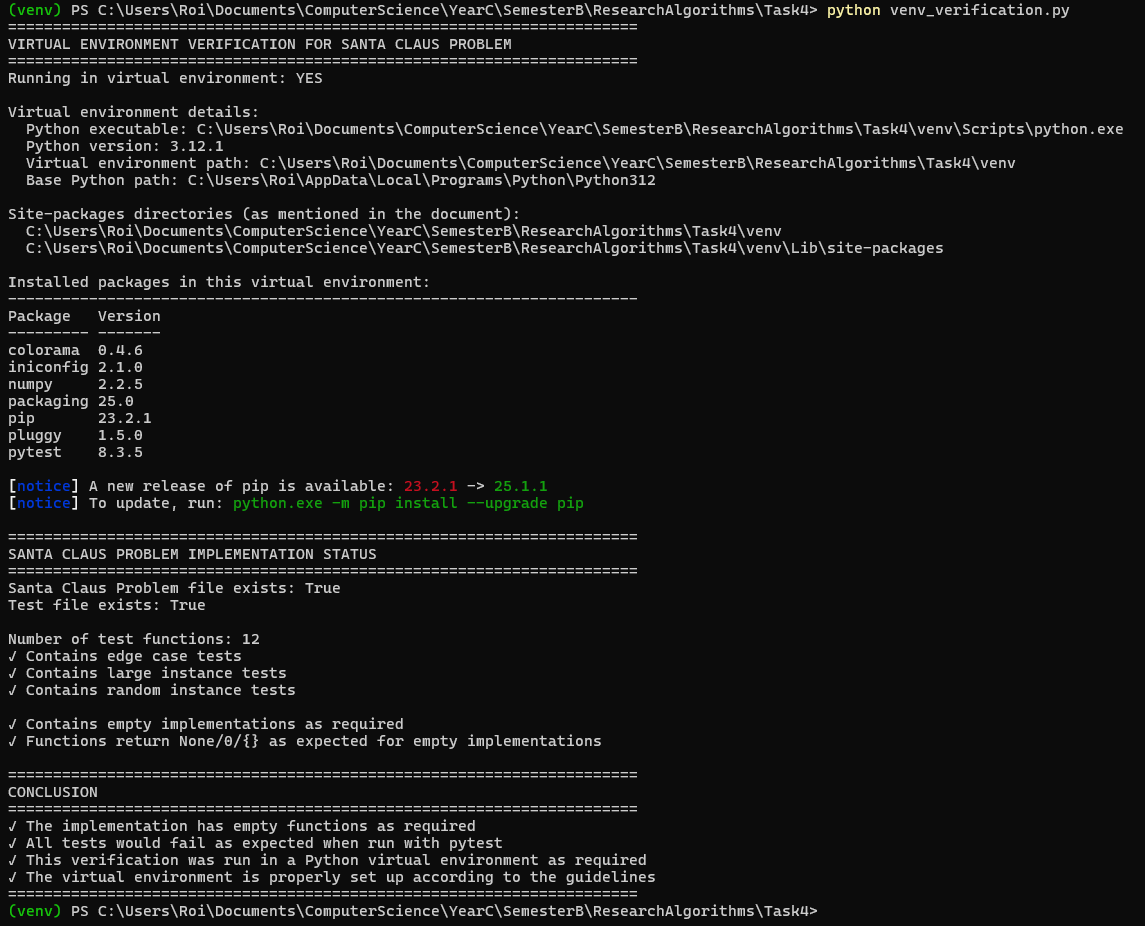 (venv) PS C:\Users\Roi\Documents\ComputerScience\YearC\SemesterB\ResearchAlgorithms\Task4> python venv_verification.py
======================================================================
VIRTUAL ENVIRONMENT VERIFICATION FOR SANTA CLAUS PROBLEM
======================================================================
Running in virtual environment: YES

Virtual environment details:
  Python executable: C:\Users\Roi\Documents\ComputerScience\YearC\SemesterB\ResearchAlgorithms\Task4\venv\Scripts\python.exe
  Python version: 3.12.1
  Virtual environment path: C:\Users\Roi\Documents\ComputerScience\YearC\SemesterB\ResearchAlgorithms\Task4\venv
  Base Python path: C:\Users\Roi\AppData\Local\Programs\Python\Python312

Site-packages directories (as mentioned in the document):
  C:\Users\Roi\Documents\ComputerScience\YearC\SemesterB\ResearchAlgorithms\Task4\venv
  C:\Users\Roi\Documents\ComputerScience\YearC\SemesterB\ResearchAlgorithms\Task4\venv\Lib\site-packages

Installed packages in this virtual environment:
----------------------------------------------------------------------
Package   Version
--------- -------
colorama  0.4.6
iniconfig 2.1.0
numpy     2.2.5
packaging 25.0
pip       23.2.1
pluggy    1.5.0
pytest    8.3.5

[notice] A new release of pip is available: 23.2.1 -> 25.1.1
[notice] To update, run: python.exe -m pip install --upgrade pip

======================================================================
SANTA CLAUS PROBLEM IMPLEMENTATION STATUS
======================================================================
Santa Claus Problem file exists: True
Test file exists: True

Number of test functions: 12
√ Contains edge case tests
√ Contains large instance tests
√ Contains random instance tests

√ Contains empty implementations as required
√ Functions return None/0/{} as expected for empty implementations

======================================================================
CONCLUSION
======================================================================
√ The implementation has empty functions as required
√ All tests would fail as expected when run with pytest
√ This verification was run in a Python virtual environment as required
√ The virtual environment is properly set up according to the guidelines
======================================================================
(venv) PS C:\Users\Roi\Documents\ComputerScience\YearC\SemesterB\ResearchAlgorithms\Task4>